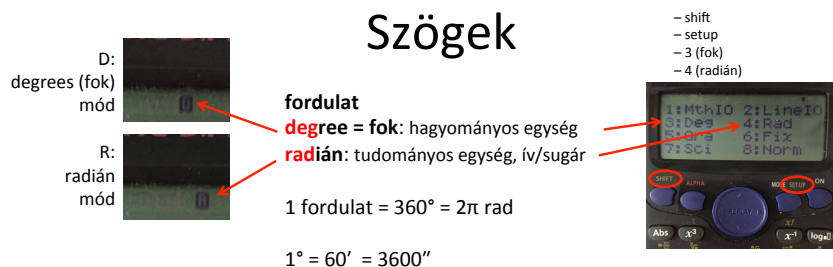 Szögek
D:
degrees (fok)
mód
D
R:
radián
mód
R
fordulat
degree = fok: hagyományos egység
radián: tudományos egység, ív/sugár
1 fordulat = 360° = 2π rad
1° = 60′ = 3600″
– shift
– setup
– 3 (fok)
– 4 (radián)
1:MthIO 2:LineIO
3:Deg 4:Rad
5:Gra 6:Fix
7:Sci 8:Norm
SHIFT ALPHA MODE SETUP ON
REPLAY
x!
Abs x³ x⁻¹ log